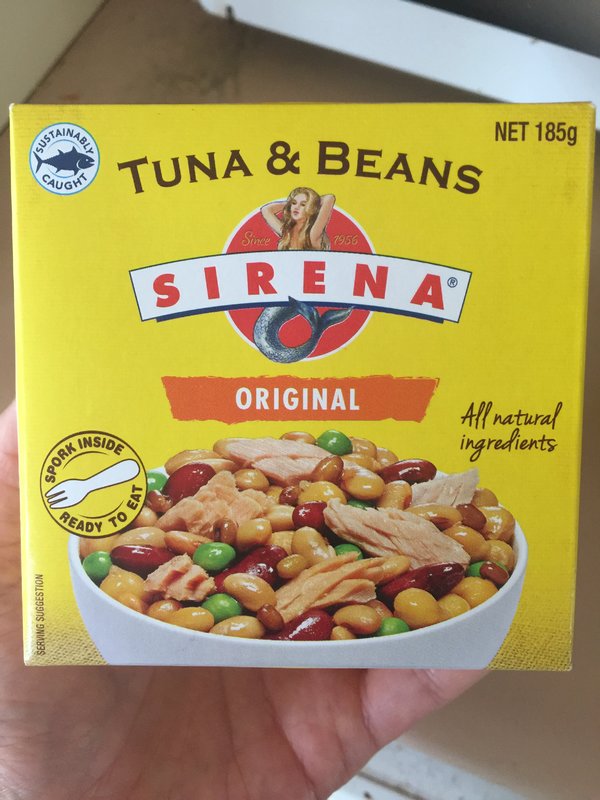 SUSTAINABLY
CAUGHT
NET 185g
TUNA & BEANS
Since 1956
SIRENA®
ORIGINAL
All natural
ingredients
SPORK INSIDE
READY TO EAT
SERVING SUGGESTION